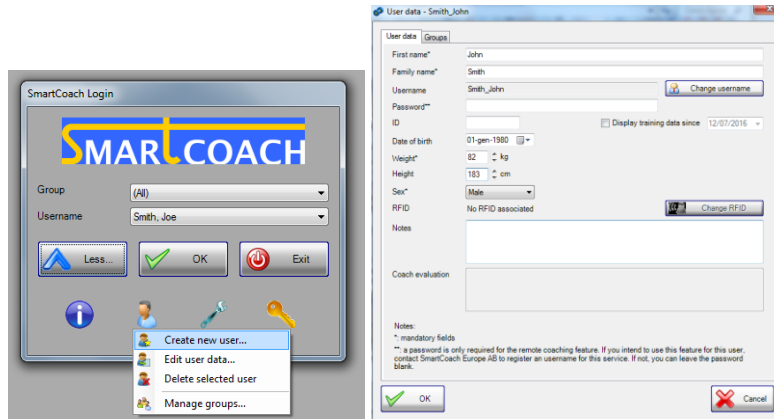 SmartCoach Login
SMARTCOACH
Group
(All)
Username
Smith, Joe
Less...
OK
Exit
Create new user...
Edit user data...
Delete selected user
Manage groups...
User data - Smith_John
User data Groups
First name* John
Family name* Smith
Username Smith_John Change username
Password**
ID Display training data since 12/07/2016
Date of birth 01-gen-1980
Weight* 82 kg
Height 183 cm
Sex* Male
RFID No RFID associated Change RFID
Notes
Coach evaluation
Notes:
*: mandatory fields
**: a password is only required for the remote coaching feature. If you intend to use this feature for this user,
contact SmartCoach Europe AB to register an username for this service. If not, you can leave the password
blank.
OK
Cancel